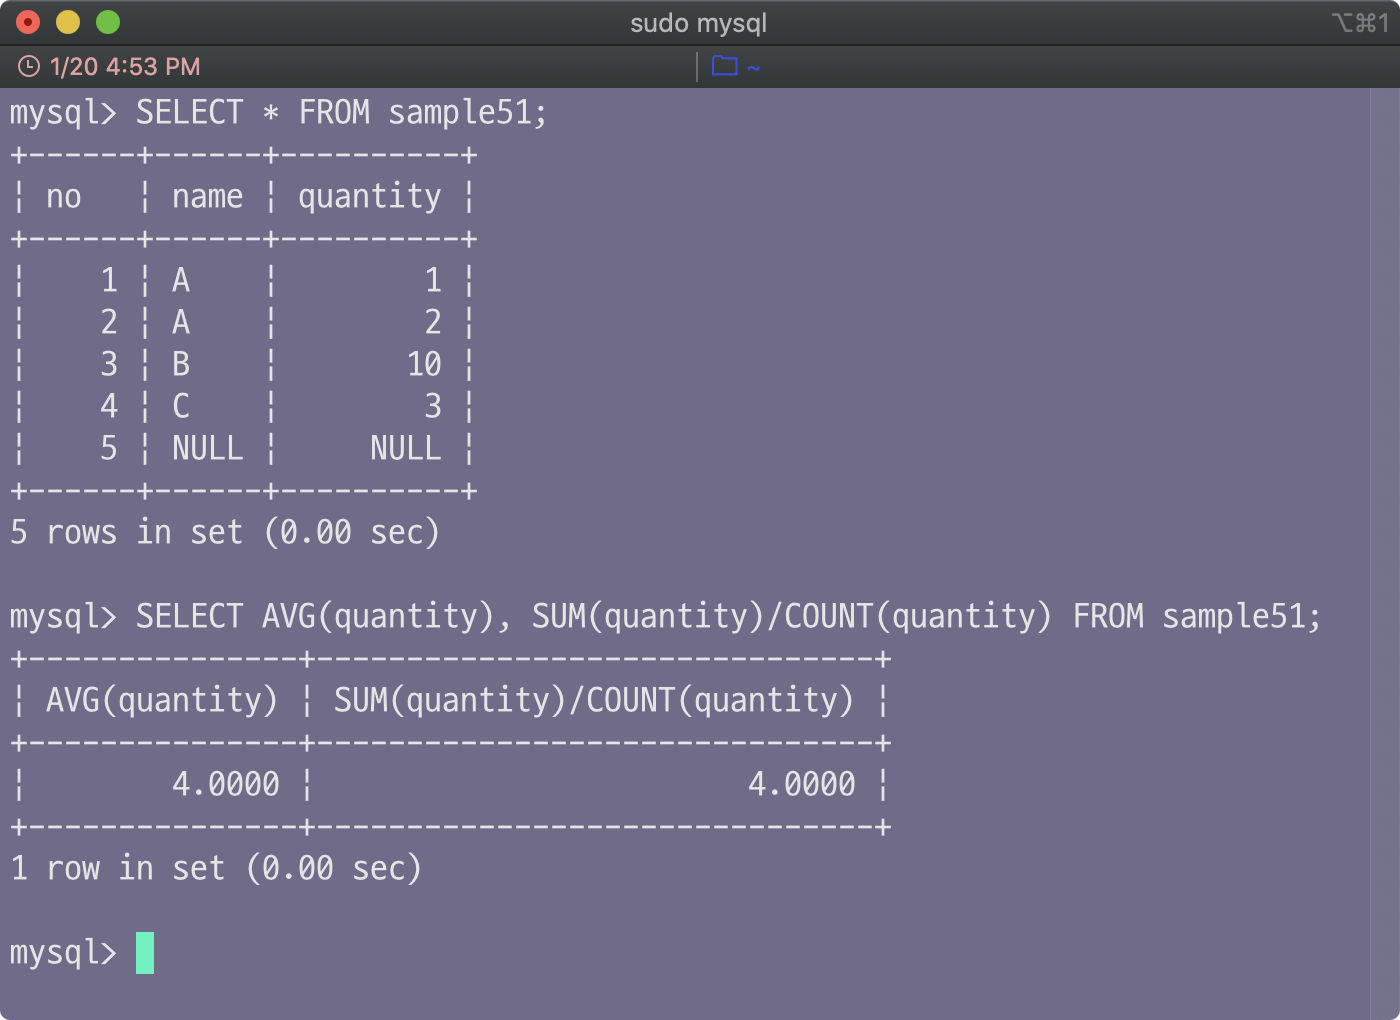 sudo mysql
⌥⌘1
1/20 4:53 PM
~
mysql> SELECT * FROM sample51;
+------+------+----------+
| no   | name | quantity |
+------+------+----------+
|    1 | A    |        1 |
|    2 | A    |        2 |
|    3 | B    |       10 |
|    4 | C    |        3 |
|    5 | NULL |     NULL |
+------+------+----------+
5 rows in set (0.00 sec)

mysql> SELECT AVG(quantity), SUM(quantity)/COUNT(quantity) FROM sample51;
+---------------+-------------------------------+
| AVG(quantity) | SUM(quantity)/COUNT(quantity) |
+---------------+-------------------------------+
|        4.0000 |                        4.0000 |
+---------------+-------------------------------+
1 row in set (0.00 sec)

mysql>